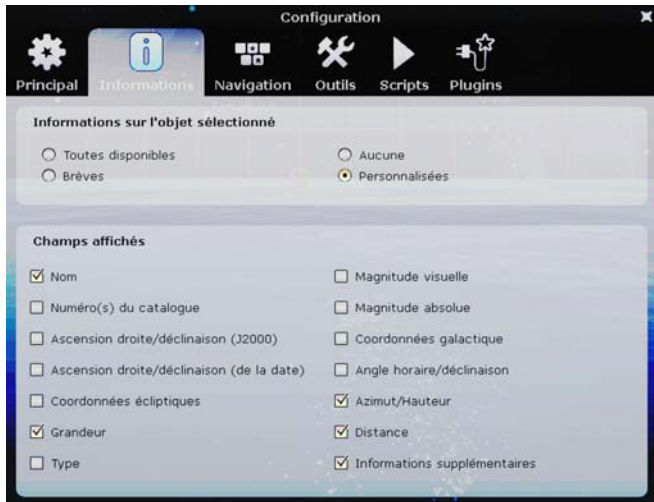 Configuration
Principal Informations Navigation Outils Scripts Plugins
Informations sur l'objet sélectionné
Toutes disponibles
Aucune
Brèves
Personnalisées
Champs affichés
Nom
Magnitude visuelle
Numéro(s) du catalogue
Magnitude absolue
Ascension droite/déclinaison (J2000)
Coordonnées galactique
Ascension droite/déclinaison (de la date)
Angle horaire/déclinaison
Coordonnées écliptiques
Azimut/Hauteur
Grandeur
Distance
Type
Informations supplémentaires